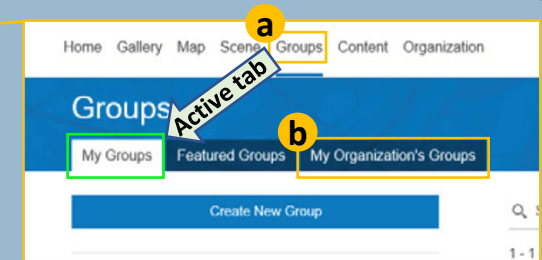 a
Home Gallery Map Scene Groups Content Organization
Groups
Active tab
b
My Groups Featured Groups My Organization's Groups
Create New Group
1 - 1